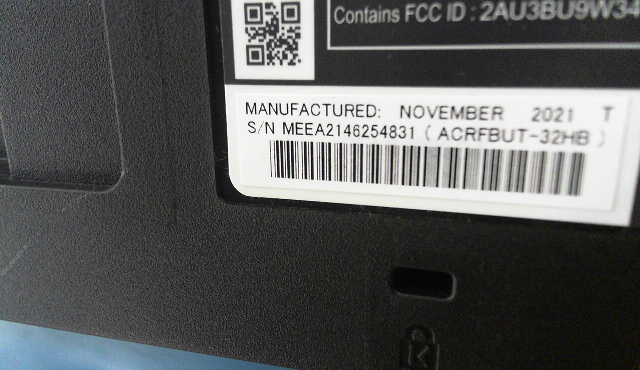 Contains FCC ID : 2AU3BU9W34
MANUFACTURED: NOVEMBER 2021 T
S/N MEEA2146254831 ( ACRFBUT-32HB )